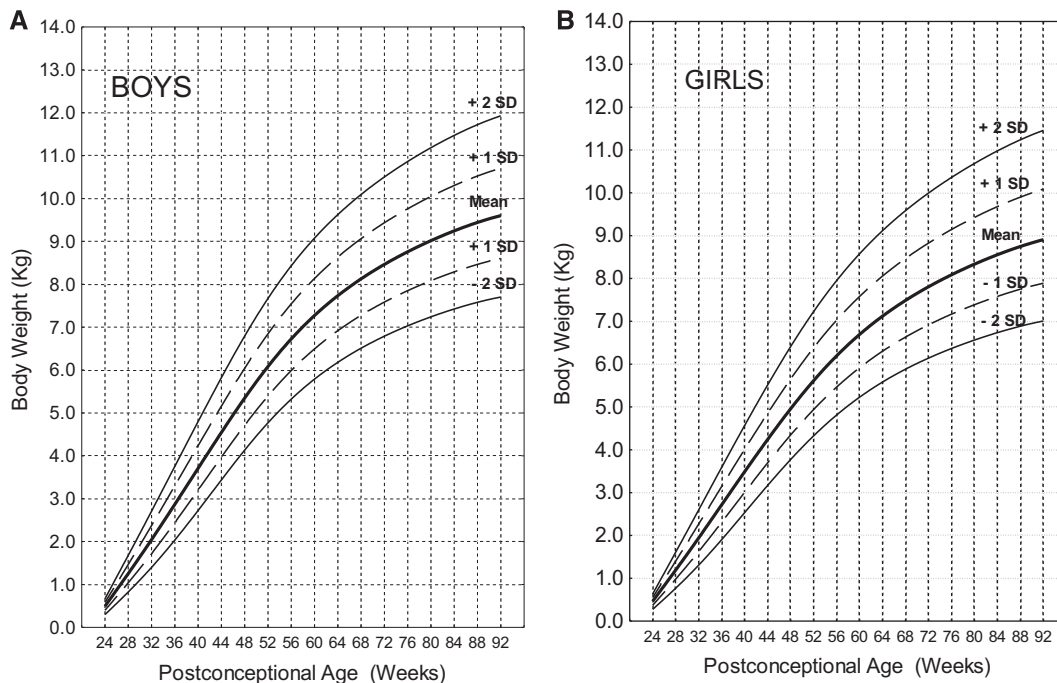 A
BOYS
14.0
13.0
12.0
11.0
10.0
9.0
8.0
7.0
6.0
5.0
4.0
3.0
2.0
1.0
0.0
Body Weight (Kg)
+ 2 SD
+ 1 SD
Mean
+ 1 SD
- 2 SD
24 28 32 36 40 44 48 52 56 60 64 68 72 76 80 84 88 92
Postconceptional Age (Weeks)
B
GIRLS
14.0
13.0
12.0
11.0
10.0
9.0
8.0
7.0
6.0
5.0
4.0
3.0
2.0
1.0
0.0
Body Weight (Kg)
+ 2 SD
+ 1 SD
Mean
- 1 SD
- 2 SD
24 28 32 36 40 44 48 52 56 60 64 68 72 76 80 84 88 92
Postconceptional Age (Weeks)